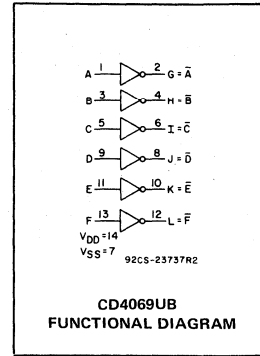 A 1 2 G = A̅
B 3 4 H = B̅
C 5 6 I = C̅
D 9 8 J = D̅
E 11 10 K = E̅
F 13 12 L = F̅
VDD = 14
VSS = 7
92CS-23737R2
CD4069UB
FUNCTIONAL DIAGRAM